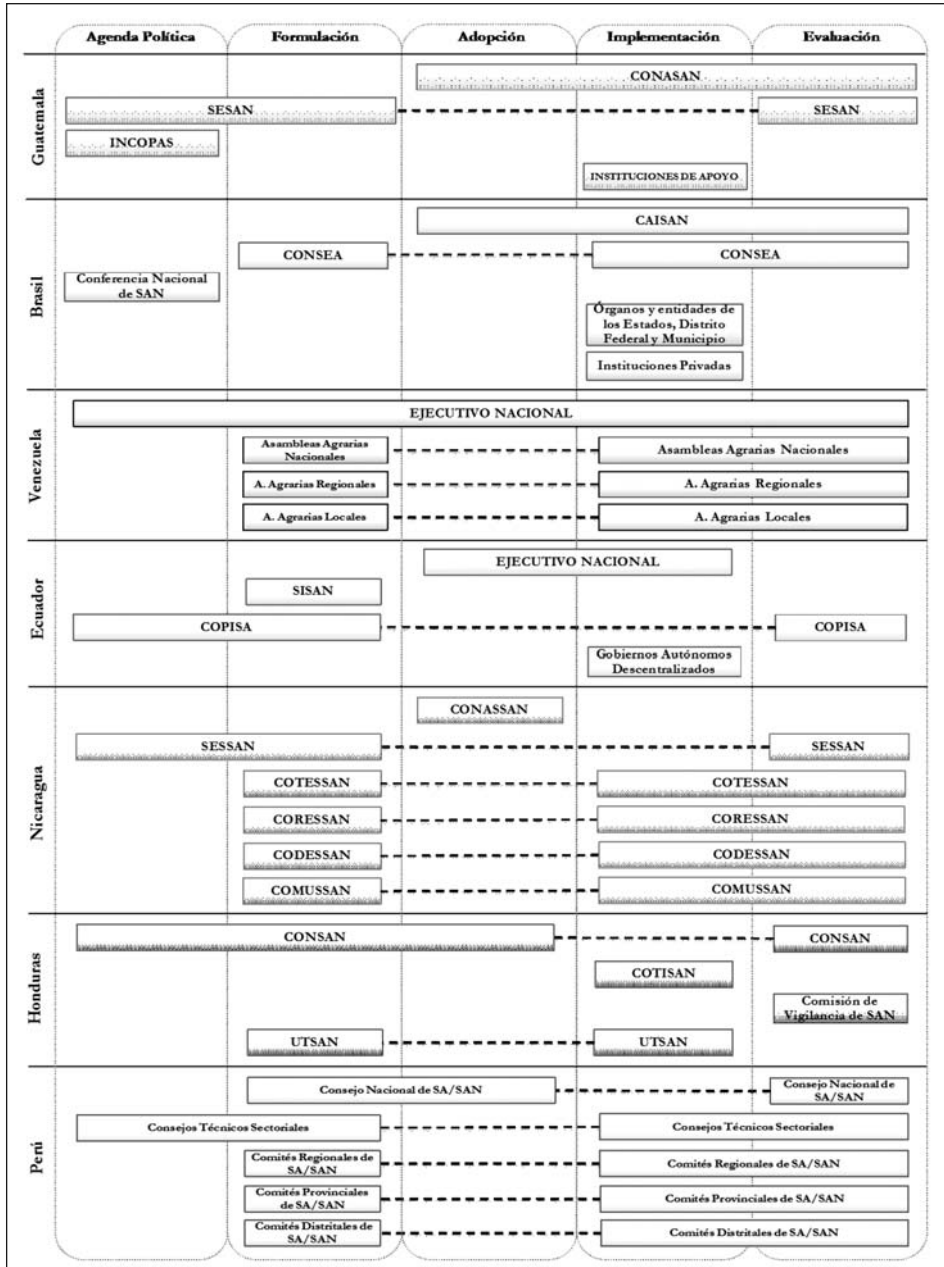 Agenda Política Formulación Adopción Implementación Evaluación
Guatemala
CONASAN
SESAN SESAN
INCOPAS
INSTITUCIONES DE APOYO
Brasil
CAISAN
CONSEA CONSEA
Conferencia Nacional
de SAN
Órganos y entidades de
los Estados, Distrito
Federal y Municipio
Instituciones Privadas
Venezuela
EJECUTIVO NACIONAL
Asambleas Agrarias
Nacionales
Asambleas Agrarias Nacionales
A. Agrarias Regionales A. Agrarias Regionales
A. Agrarias Locales A. Agrarias Locales
Ecuador
EJECUTIVO NACIONAL
SISAN
COPISA COPISA
Gobiernos Autónomos
Descentralizados
Nicaragua
CONASSAN
SESSAN SESSAN
COTESSAN COTESSAN
CORESSAN CORESSAN
CODESSAN CODESSAN
COMUSSAN COMUSSAN
Honduras
CONSAN CONSAN
COTISAN
Comisión de
Vigilancia de SAN
UTSAN UTSAN
Perú
Consejo Nacional de SA/SAN
Consejo Nacional de
SA/SAN
Consejos Técnicos Sectoriales Consejos Técnicos Sectoriales
Comités Regionales de
SA/SAN
Comités Regionales de SA/SAN
Comités Provinciales
de SA/SAN
Comités Provinciales de SA/SAN
Comités Distritales de
SA/SAN
Comités Distritales de SA/SAN